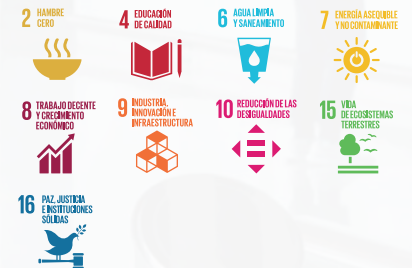 2 HAMBRE
CERO
4 EDUCACIÓN
DE CALIDAD
6 AGUA LIMPIA
Y SANEAMIENTO
7 ENERGÍA ASEQUIBLE
Y NO CONTAMINANTE
8 TRABAJO DECENTE
Y CRECIMIENTO
ECONÓMICO
9 INDUSTRIA,
INNOVACIÓN E
INFRAESTRUCTURA
10 REDUCCIÓN DE LAS
DESIGUALDADES
15 VIDA
DE ECOSISTEMAS
TERRESTRES
16 PAZ, JUSTICIA
E INSTITUCIONES
SÓLIDAS